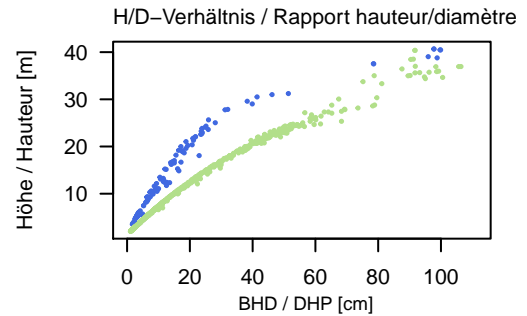 H/D−Verhältnis / Rapport hauteur/diamètre
Höhe / Hauteur [m]
40
30
20
10
0 20 40 60 80 100
BHD / DHP [cm]